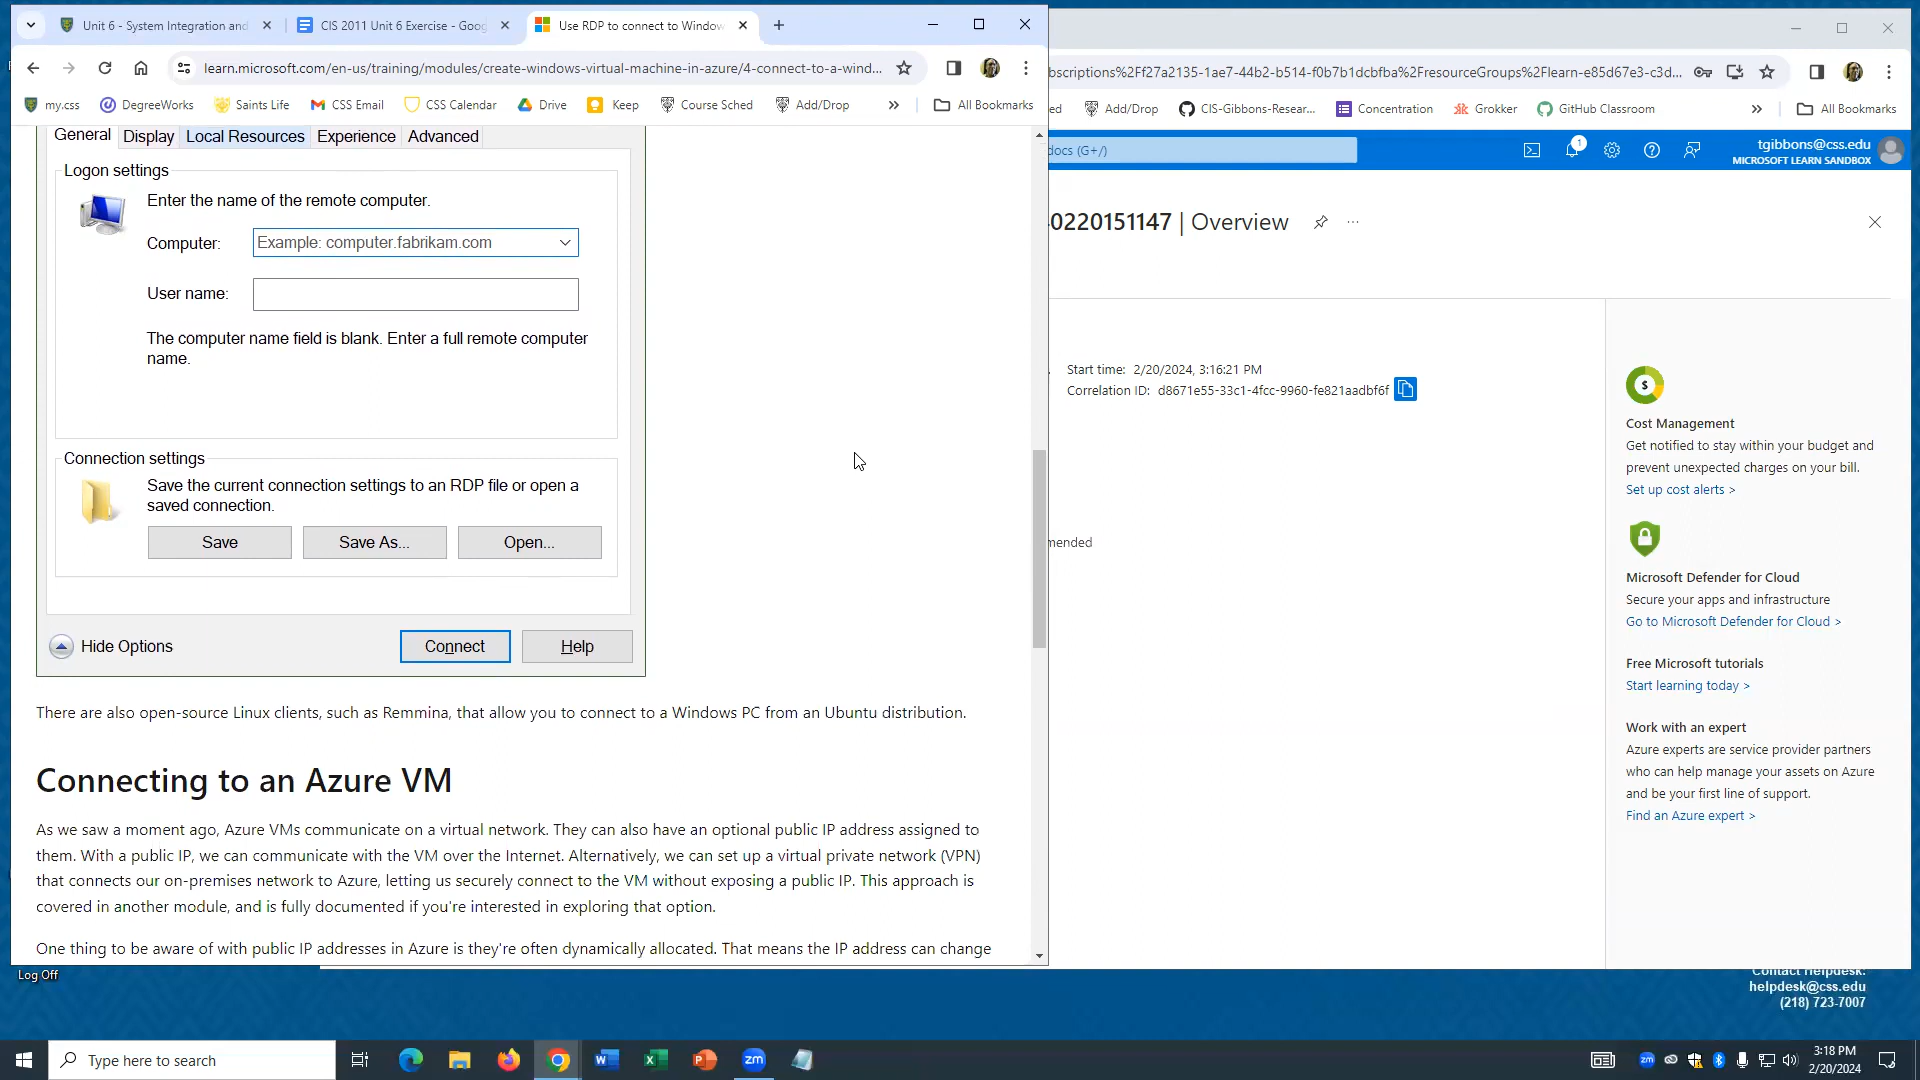 Unit 6 - System Integration and
CIS 2011 Unit 6 Exercise - Goog
Use RDP to connect to Window
learn.microsoft.com/en-us/training/modules/create-windows-virtual-machine-in-azure/4-connect-to-a-wind...
my.css
DegreeWorks
Saints Life
CSS Email
CSS Calendar
Drive
Keep
Course Sched
Add/Drop
»
All Bookmarks
General
Display
Local Resources
Experience
Advanced
Logon settings
Enter the name of the remote computer.
Computer:
Example: computer.fabrikam.com
User name:
The computer name field is blank. Enter a full remote computer
name.
Connection settings
Save the current connection settings to an RDP file or open a
saved connection.
Save
Save As...
Open...
Hide Options
Connect
Help
There are also open-source Linux clients, such as Remmina, that allow you to connect to a Windows PC from an Ubuntu distribution.
Connecting to an Azure VM
As we saw a moment ago, Azure VMs communicate on a virtual network. They can also have an optional public IP address assigned to
them. With a public IP, we can communicate with the VM over the Internet. Alternatively, we can set up a virtual private network (VPN)
that connects our on-premises network to Azure, letting us securely connect to the VM without exposing a public IP. This approach is
covered in another module, and is fully documented if you're interested in exploring that option.
One thing to be aware of with public IP addresses in Azure is they're often dynamically allocated. That means the IP address can change
bscriptions%2Ff27a2135-1ae7-44b2-b514-f0b7b1dcbfba%2FresourceGroups%2Flearn-e85d67e3-c3d...
ed
Add/Drop
CIS-Gibbons-Resear...
Concentration
Grokker
GitHub Classroom
»
All Bookmarks
docs (G+/)
1
tgibbons@css.edu
MICROSOFT LEARN SANDBOX
0220151147 | Overview
Start time: 2/20/2024, 3:16:21 PM
Correlation ID: d8671e55-33c1-4fcc-9960-fe821aadbf6f
mended
Cost Management
Get notified to stay within your budget and
prevent unexpected charges on your bill.
Set up cost alerts >
Microsoft Defender for Cloud
Secure your apps and infrastructure
Go to Microsoft Defender for Cloud >
Free Microsoft tutorials
Start learning today >
Work with an expert
Azure experts are service provider partners
who can help manage your assets on Azure
and be your first line of support.
Find an Azure expert >
Log Off
Contact Helpdesk:
helpdesk@css.edu
(218) 723-7007
Type here to search
zm
zm
3:18 PM
2/20/2024